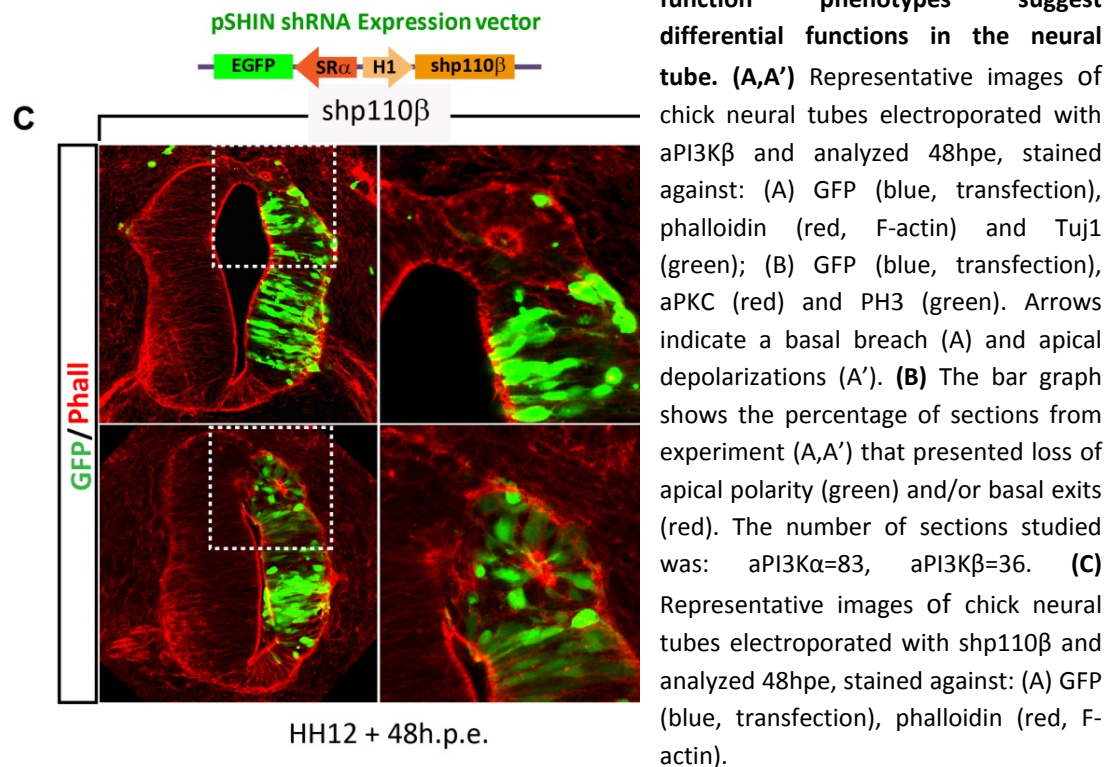 pSHIN shRNA Expression vector
EGFP SRα H1 shp110β
C
shp110β
GFP/Phall
HH12 + 48h.p.e.
function phenotypes suggest
differential functions in the neural
tube. (A,A’) Representative images of
chick neural tubes electroporated with
aPI3Kβ and analyzed 48hpe, stained
against: (A) GFP (blue, transfection),
phalloidin (red, F-actin) and Tuj1
(green); (B) GFP (blue, transfection),
aPKC (red) and PH3 (green). Arrows
indicate a basal breach (A) and apical
depolarizations (A’). (B) The bar graph
shows the percentage of sections from
experiment (A,A’) that presented loss of
apical polarity (green) and/or basal exits
(red). The number of sections studied
was: aPI3Kα=83, aPI3Kβ=36. (C)
Representative images of chick neural
tubes electroporated with shp110β and
analyzed 48hpe, stained against: (A) GFP
(blue, transfection), phalloidin (red, F-
actin).